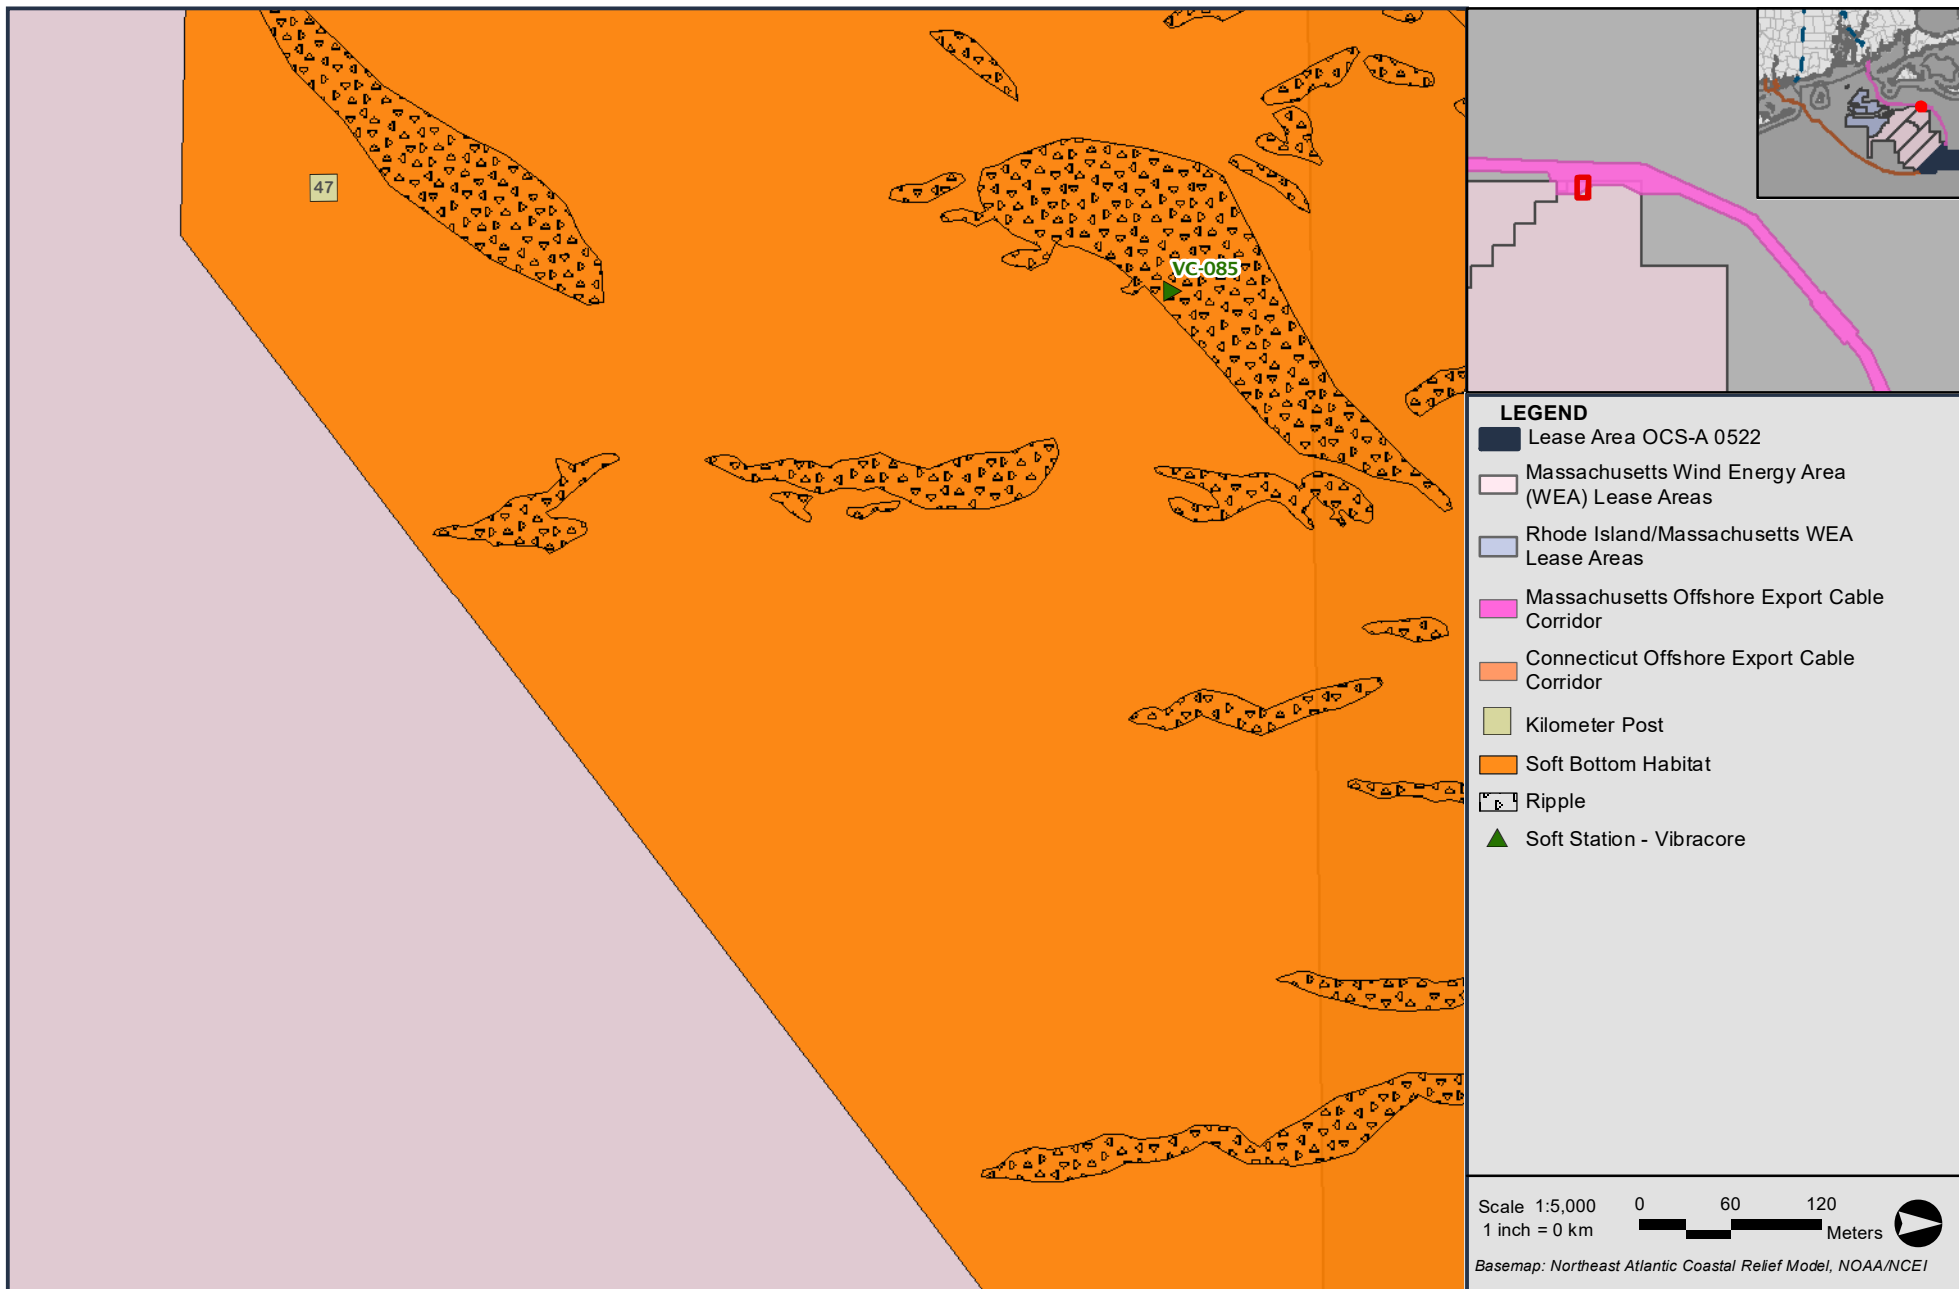 47
VC-085
LEGEND
Lease Area OCS-A 0522
Massachusetts Wind Energy Area
(WEA) Lease Areas
Rhode Island/Massachusetts WEA
Lease Areas
Massachusetts Offshore Export Cable
Corridor
Connecticut Offshore Export Cable
Corridor
Kilometer Post
Soft Bottom Habitat
Ripple
Soft Station - Vibracore
Scale 1:5,000
1 inch = 0 km
0 60 120
Meters
Basemap: Northeast Atlantic Coastal Relief Model, NOAA/NCEI